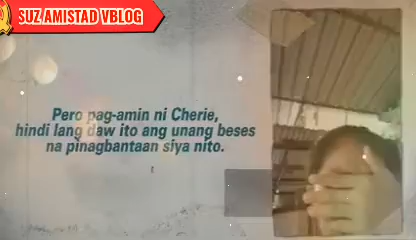 SUZ AMISTAD VBLOG
Pero pag-amin ni Cherie,
hindi lang daw ito ang unang beses
na pinagbantaan siya nito.